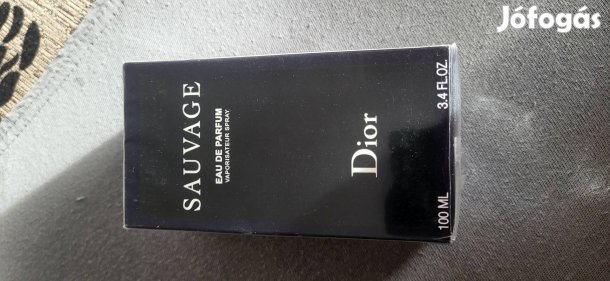 Jófogás
SAUVAGE
EAU DE PARFUM
VAPORISATEUR SPRAY
Dior
100 ML 3.4 FL.OZ.